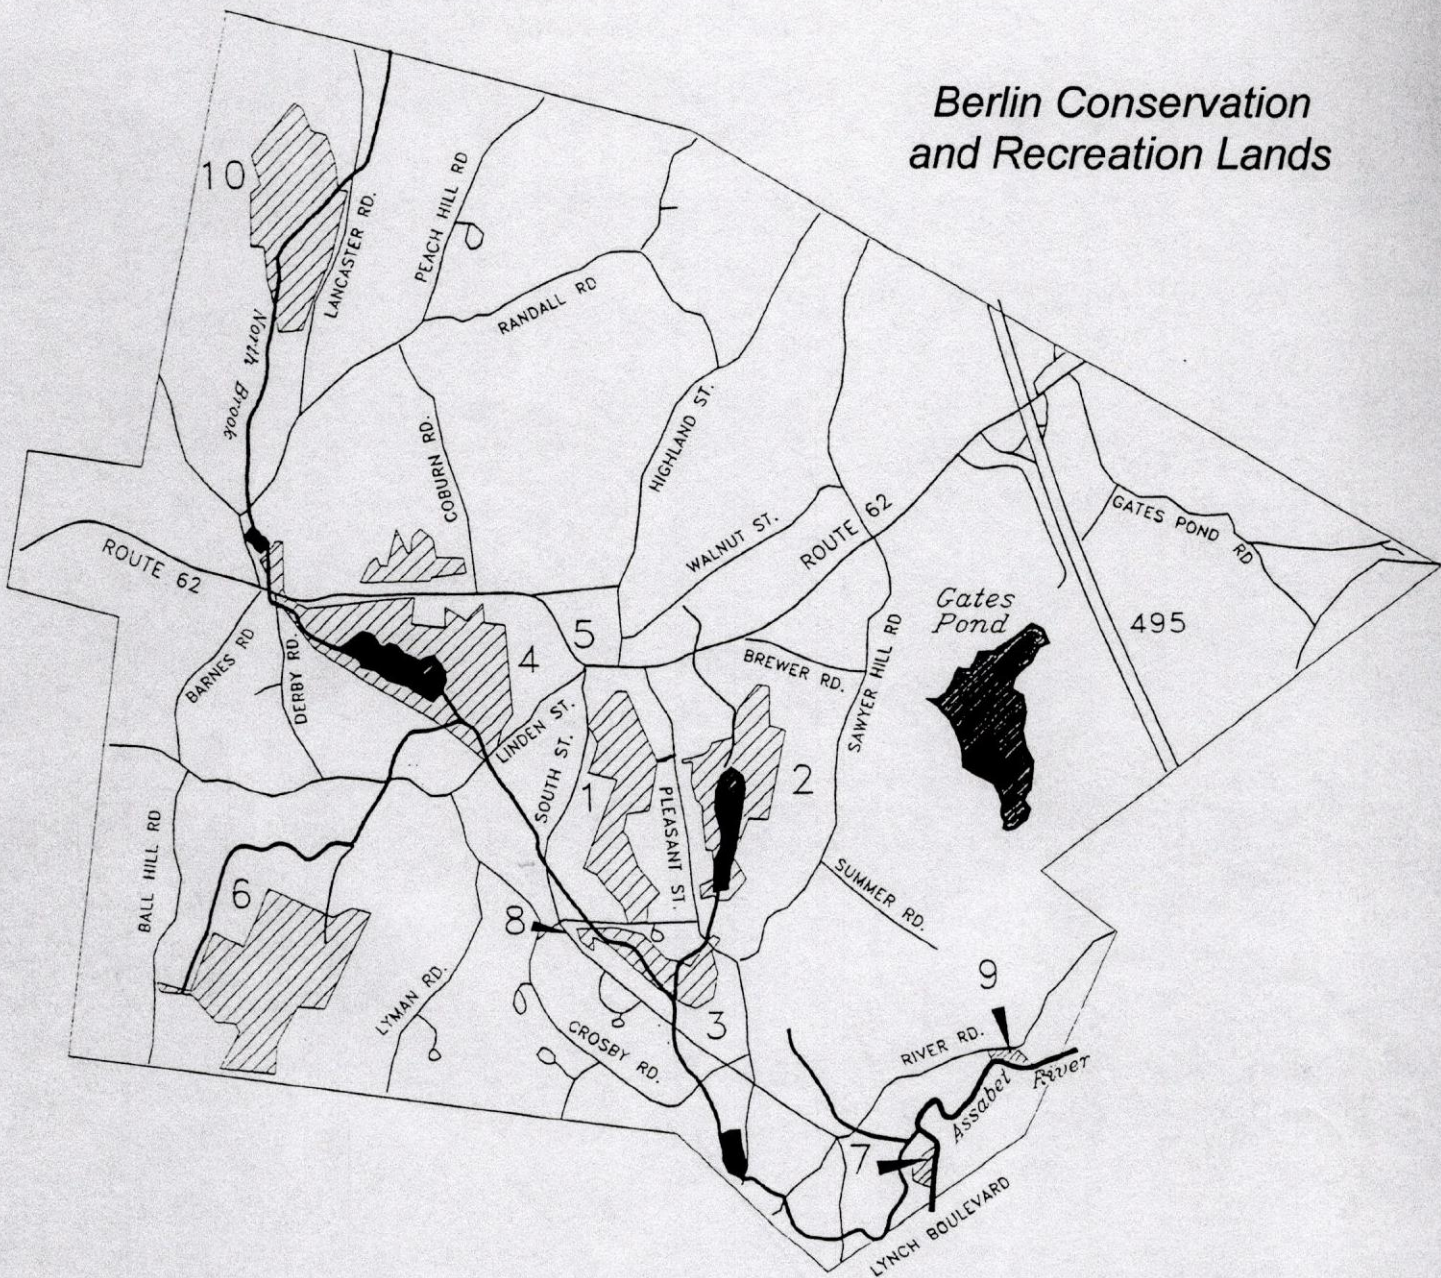 Berlin Conservation
and Recreation Lands
10
LANCASTER RD.
PEACH HILL RD
RANDALL RD
North Brook
COBURN RD.
HIGHLAND ST.
WALNUT ST.
ROUTE 62
GATES POND RD
ROUTE 62
Gates
Pond
495
BARNES RD
DERBY RD.
4
5
BREWER RD.
SAWYER HILL RD
LINDEN ST.
SOUTH ST.
1
PLEASANT ST.
2
BALL HILL RD
6
SUMMER RD.
8
LYMAN RD.
CROSBY RD.
3
9
RIVER RD.
Assabet River
7
LYNCH BOULEVARD